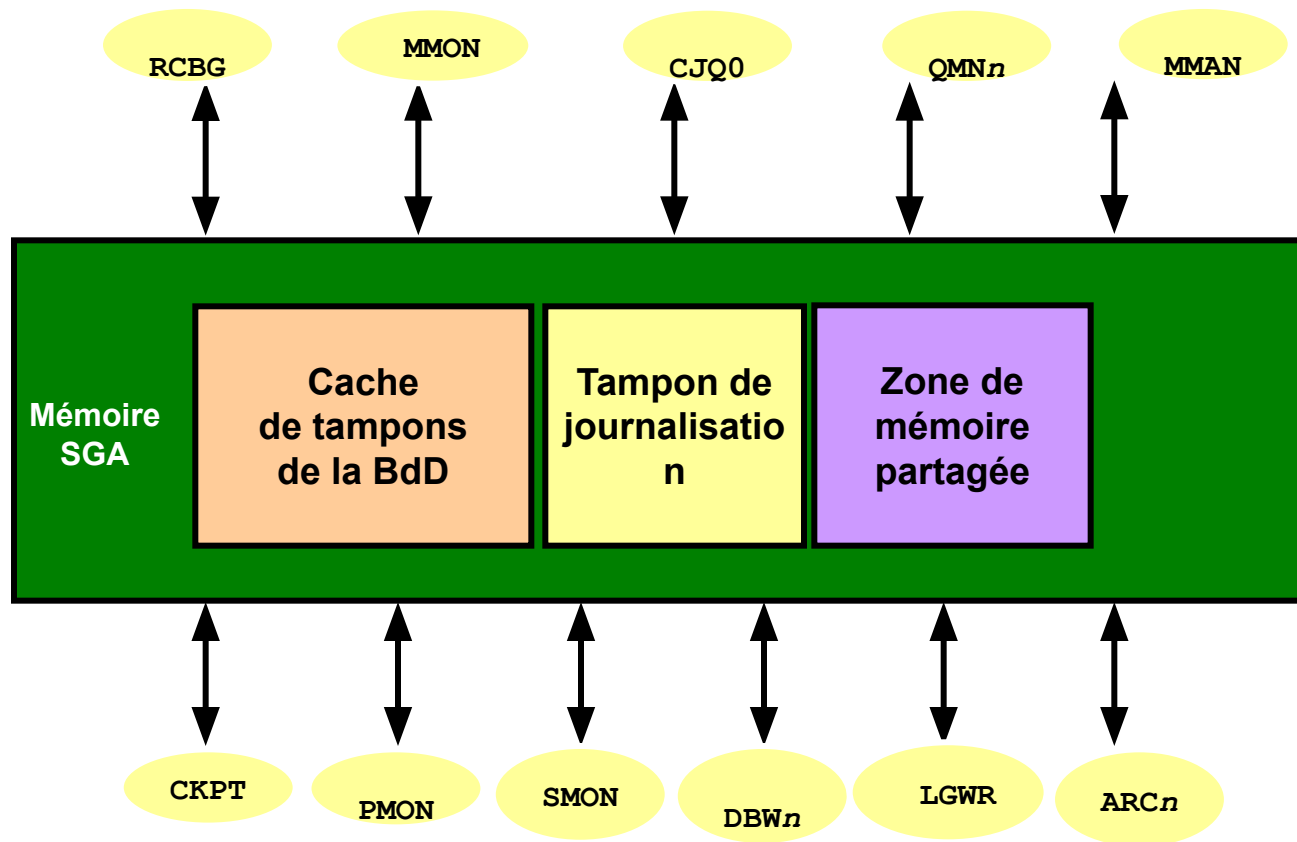 RCBG
MMON
CJQ0
QMNn
MMAN
Mémoire
SGA
Cache
de tampons
de la BdD
Tampon de
journalisatio
n
Zone de
mémoire
partagée
CKPT
PMON
SMON
DBWn
LGWR
ARCn